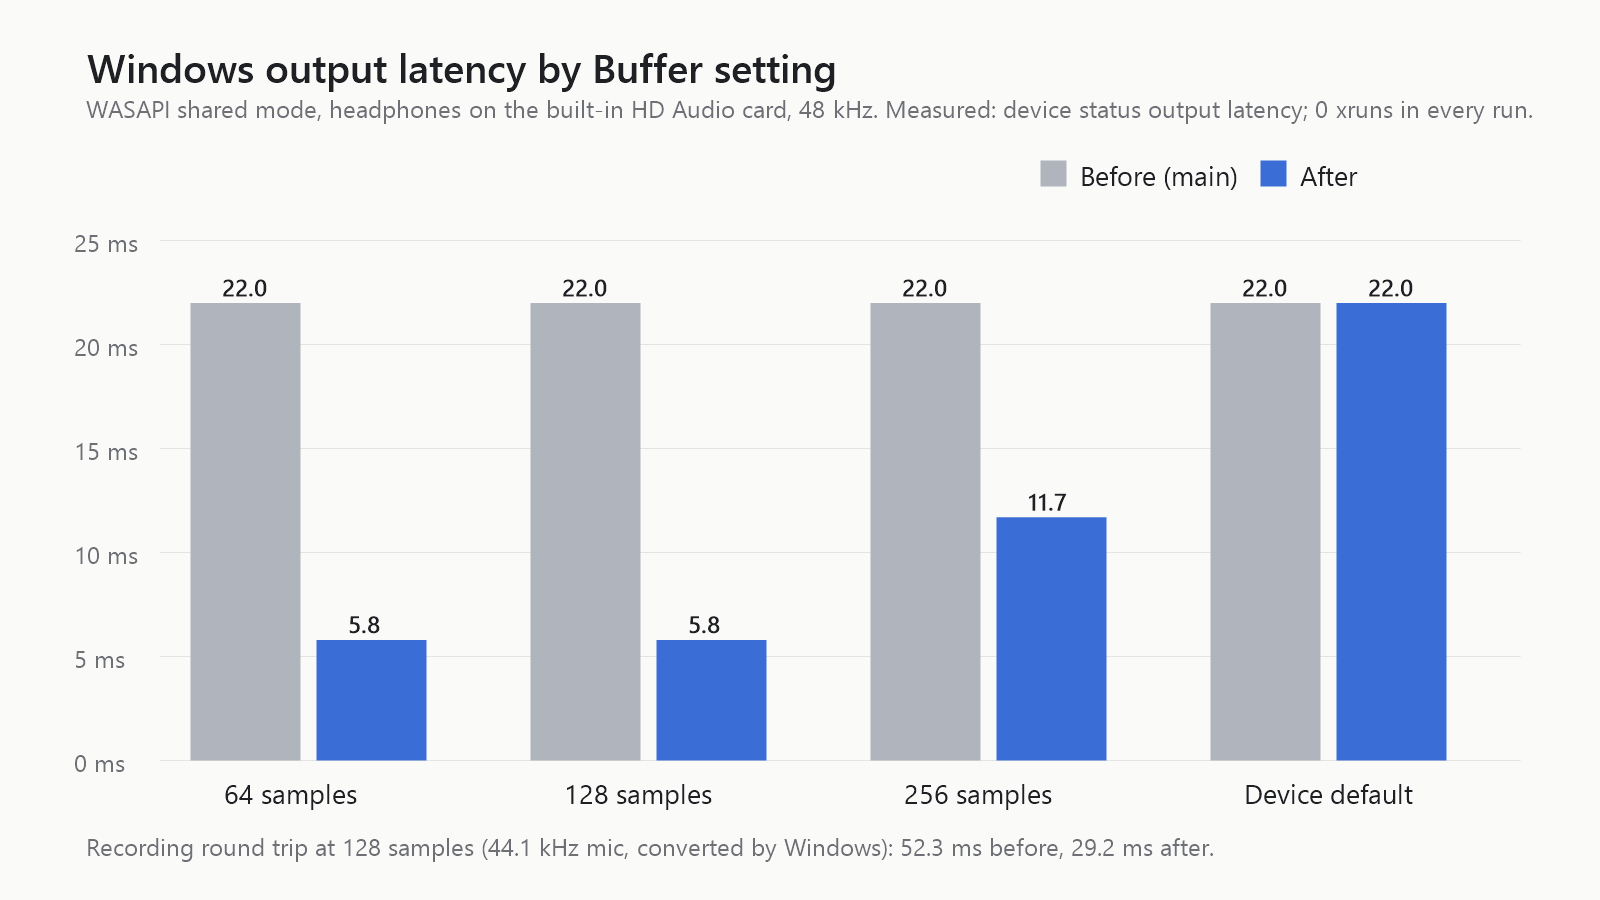 Windows output latency by Buffer setting
WASAPI shared mode, headphones on the built-in HD Audio card, 48 kHz. Measured: device status output latency; 0 xruns in every run.
Before (main)
After
25 ms
22.0
22.0
22.0
22.0
22.0
20 ms
15 ms
11.7
10 ms
5.8
5.8
5 ms
0 ms
64 samples
128 samples
256 samples
Device default
Recording round trip at 128 samples (44.1 kHz mic, converted by Windows): 52.3 ms before, 29.2 ms after.